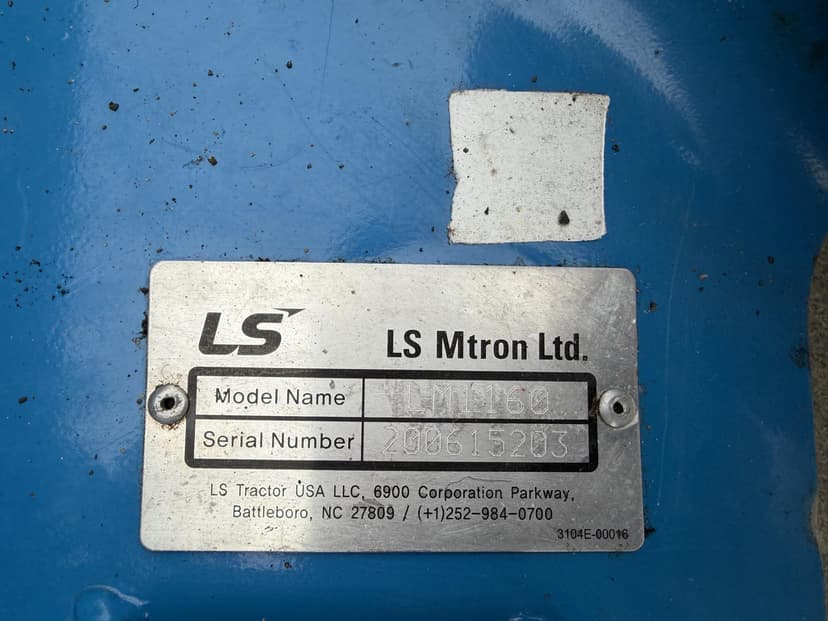 LS
LS Mtron Ltd.
Model Name LM1160
Serial Number 200615203
LS Tractor USA LLC, 6900 Corporation Parkway,
Battleboro, NC 27809 / (+1)252-984-0700
3104E-00016